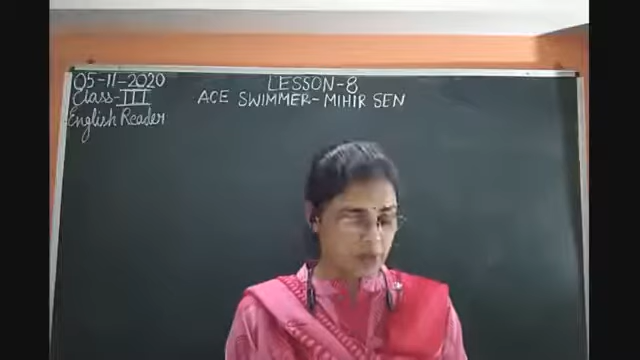 05-11-2020
Class-III
English Reader
LESSON-8
ACE SWIMMER-MIHIR SEN